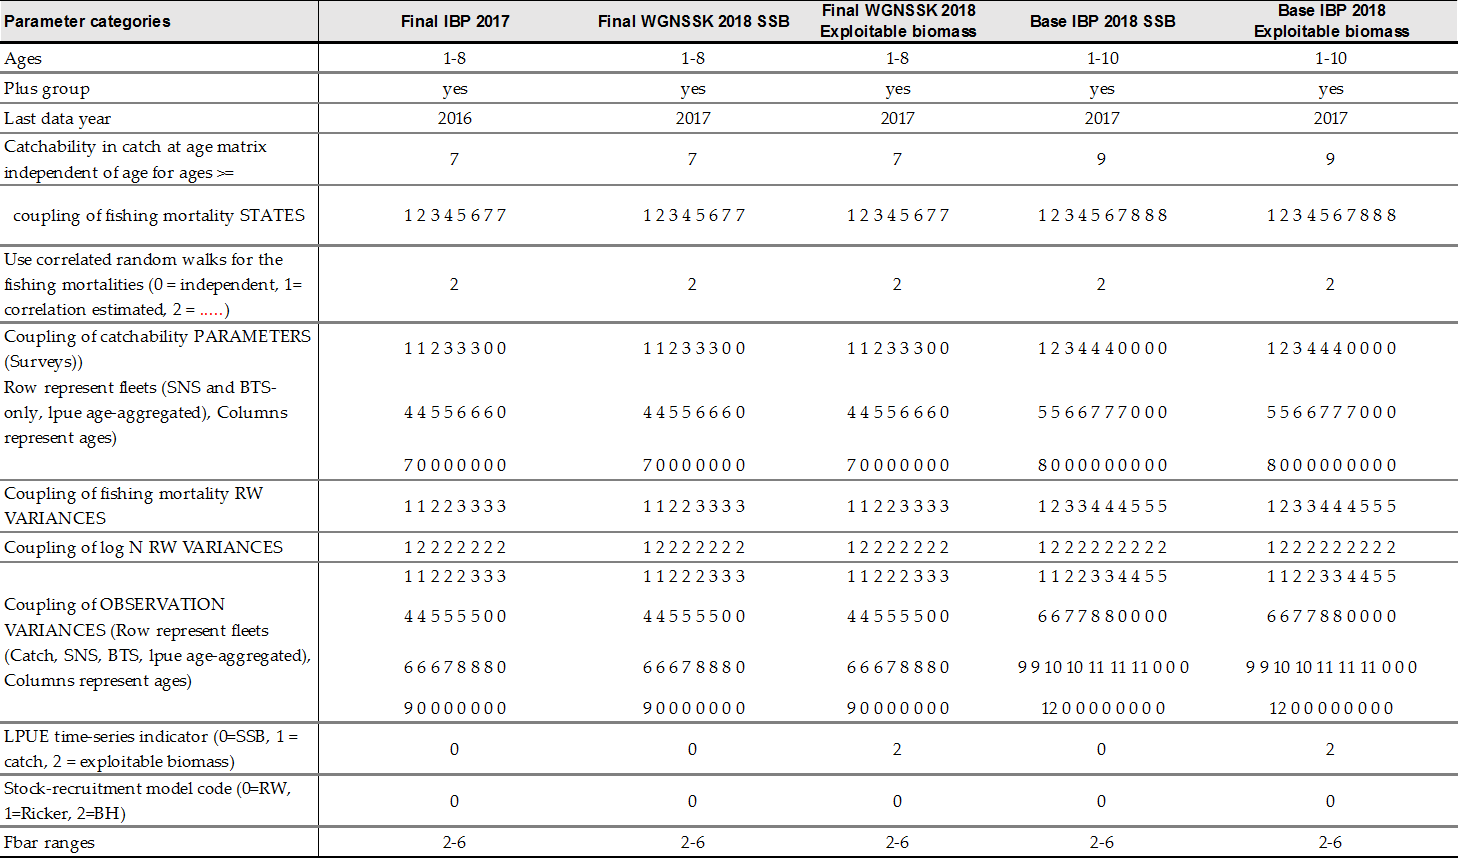 Parameter categories Final IBP 2017 Final WGNSSK 2018 SSB Final WGNSSK 2018 Exploitable biomass Base IBP 2018 SSB Base IBP 2018 Exploitable biomass
Ages 1-8 1-8 1-8 1-10 1-10
Plus group yes yes yes yes yes
Last data year 2016 2017 2017 2017 2017
Catchability in catch at age matrix
independent of age for ages >= 7 7 7 9 9
coupling of fishing mortality STATES 1 2 3 4 5 6 7 7 1 2 3 4 5 6 7 7 1 2 3 4 5 6 7 7 1 2 3 4 5 6 7 8 8 8 1 2 3 4 5 6 7 8 8 8
Use correlated random walks for the
fishing mortalities (0 = independent, 1= 2 2 2 2 2
correlation estimated, 2 = .....)
Coupling of catchability PARAMETERS
(Surveys)) 1 1 2 3 3 3 0 0 1 1 2 3 3 3 0 0 1 1 2 3 3 3 0 0 1 2 3 4 4 4 0 0 0 0 1 2 3 4 4 4 0 0 0 0
Row represent fleets (SNS and BTS-
only, lpue age-aggregated), Columns 4 4 5 5 6 6 6 0 4 4 5 5 6 6 6 0 4 4 5 5 6 6 6 0 5 5 6 6 7 7 7 0 0 0 5 5 6 6 7 7 7 0 0 0
represent ages)
7 0 0 0 0 0 0 0 7 0 0 0 0 0 0 0 7 0 0 0 0 0 0 0 8 0 0 0 0 0 0 0 0 0 8 0 0 0 0 0 0 0 0 0
Coupling of fishing mortality RW
VARIANCES 1 1 2 2 3 3 3 3 1 1 2 2 3 3 3 3 1 1 2 2 3 3 3 3 1 2 3 3 4 4 4 5 5 5 1 2 3 3 4 4 4 5 5 5
Coupling of log N RW VARIANCES 1 2 2 2 2 2 2 2 1 2 2 2 2 2 2 2 1 2 2 2 2 2 2 2 1 2 2 2 2 2 2 2 2 2 1 2 2 2 2 2 2 2 2 2
1 1 2 2 2 3 3 3 1 1 2 2 2 3 3 3 1 1 2 2 2 3 3 3 1 1 2 2 3 3 4 4 5 5 1 1 2 2 3 3 4 4 5 5
Coupling of OBSERVATION 4 4 5 5 5 5 0 0 4 4 5 5 5 5 0 0 4 4 5 5 5 5 0 0 6 6 7 7 8 8 0 0 0 0 6 6 7 7 8 8 0 0 0 0
VARIANCES (Row represent fleets
(Catch, SNS, BTS, lpue age-aggregated), 6 6 6 7 8 8 8 0 6 6 6 7 8 8 8 0 6 6 6 7 8 8 8 0 9 9 10 10 11 11 11 0 0 0 9 9 10 10 11 11 11 0 0 0
Columns represent ages)
9 0 0 0 0 0 0 0 9 0 0 0 0 0 0 0 9 0 0 0 0 0 0 0 12 0 0 0 0 0 0 0 0 12 0 0 0 0 0 0 0 0
LPUE time-series indicator (0=SSB, 1 =
catch, 2 = exploitable biomass) 0 0 2 0 2
Stock-recruitment model code (0=RW,
1=Ricker, 2=BH) 0 0 0 0 0
Fbar ranges 2-6 2-6 2-6 2-6 2-6